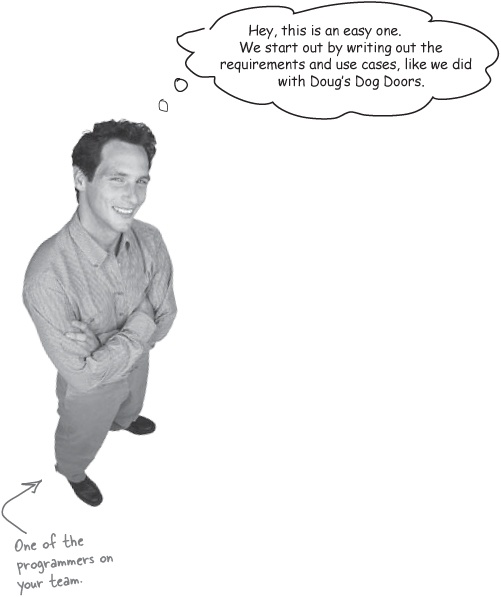 Hey, this is an easy one.
We start out by writing out the
requirements and use cases, like we did
with Doug's Dog Doors.
One of the
programmers on
your team.